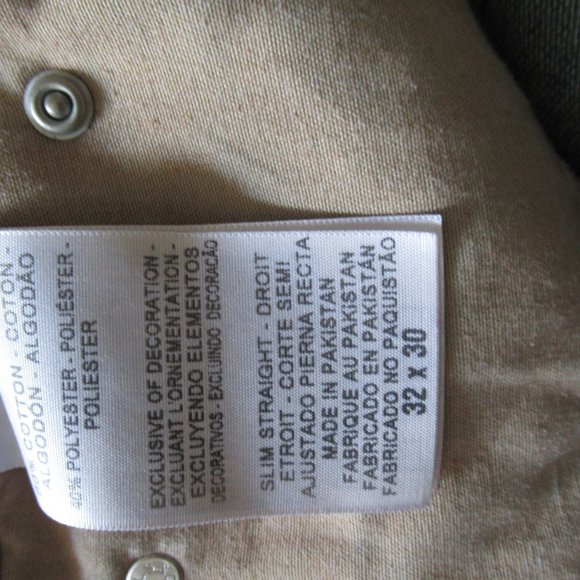 COTTON - COTON -
ALGODÓN - ALGODÃO
40% POLYESTER - POLIÉSTER -
POLIESTER
EXCLUSIVE OF DECORATION -
EXCLUANT L'ORNEMENTATION -
EXCLUYENDO ELEMENTOS
DECORATIVOS - EXCLUINDO DECORAÇÃO
SLIM STRAIGHT - DROIT
ETROIT - CORTE SEMI
AJUSTADO PIERNA RECTA
MADE IN PAKISTAN
FABRIQUE AU PAKISTAN
FABRICADO EN PAKISTÁN
FABRICADO NO PAQUISTÃO
32 X 30